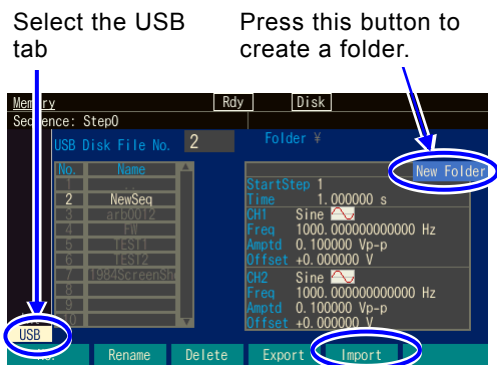 Select the USB tab
Press this button to create a folder.
Memory Rdy Disk
Sequence: Step0
USB Disk File No. 2 Folder ¥
New Folder
No. Name
1 ..
2 NewSeq
3 arb0012
4 FW
5 TEST1
6 TEST2
7 1984ScreenSho
8
9
10
StartStep 1
Time 1.000000 s
CH1 Sine
Freq 1000.000000000000 Hz
Amptd 0.100000 Vp-p
Offset +0.000000 V
CH2 Sine
Freq 1000.000000000000 Hz
Amptd 0.100000 Vp-p
Offset +0.000000 V
USB
No. Rename Delete Export Import